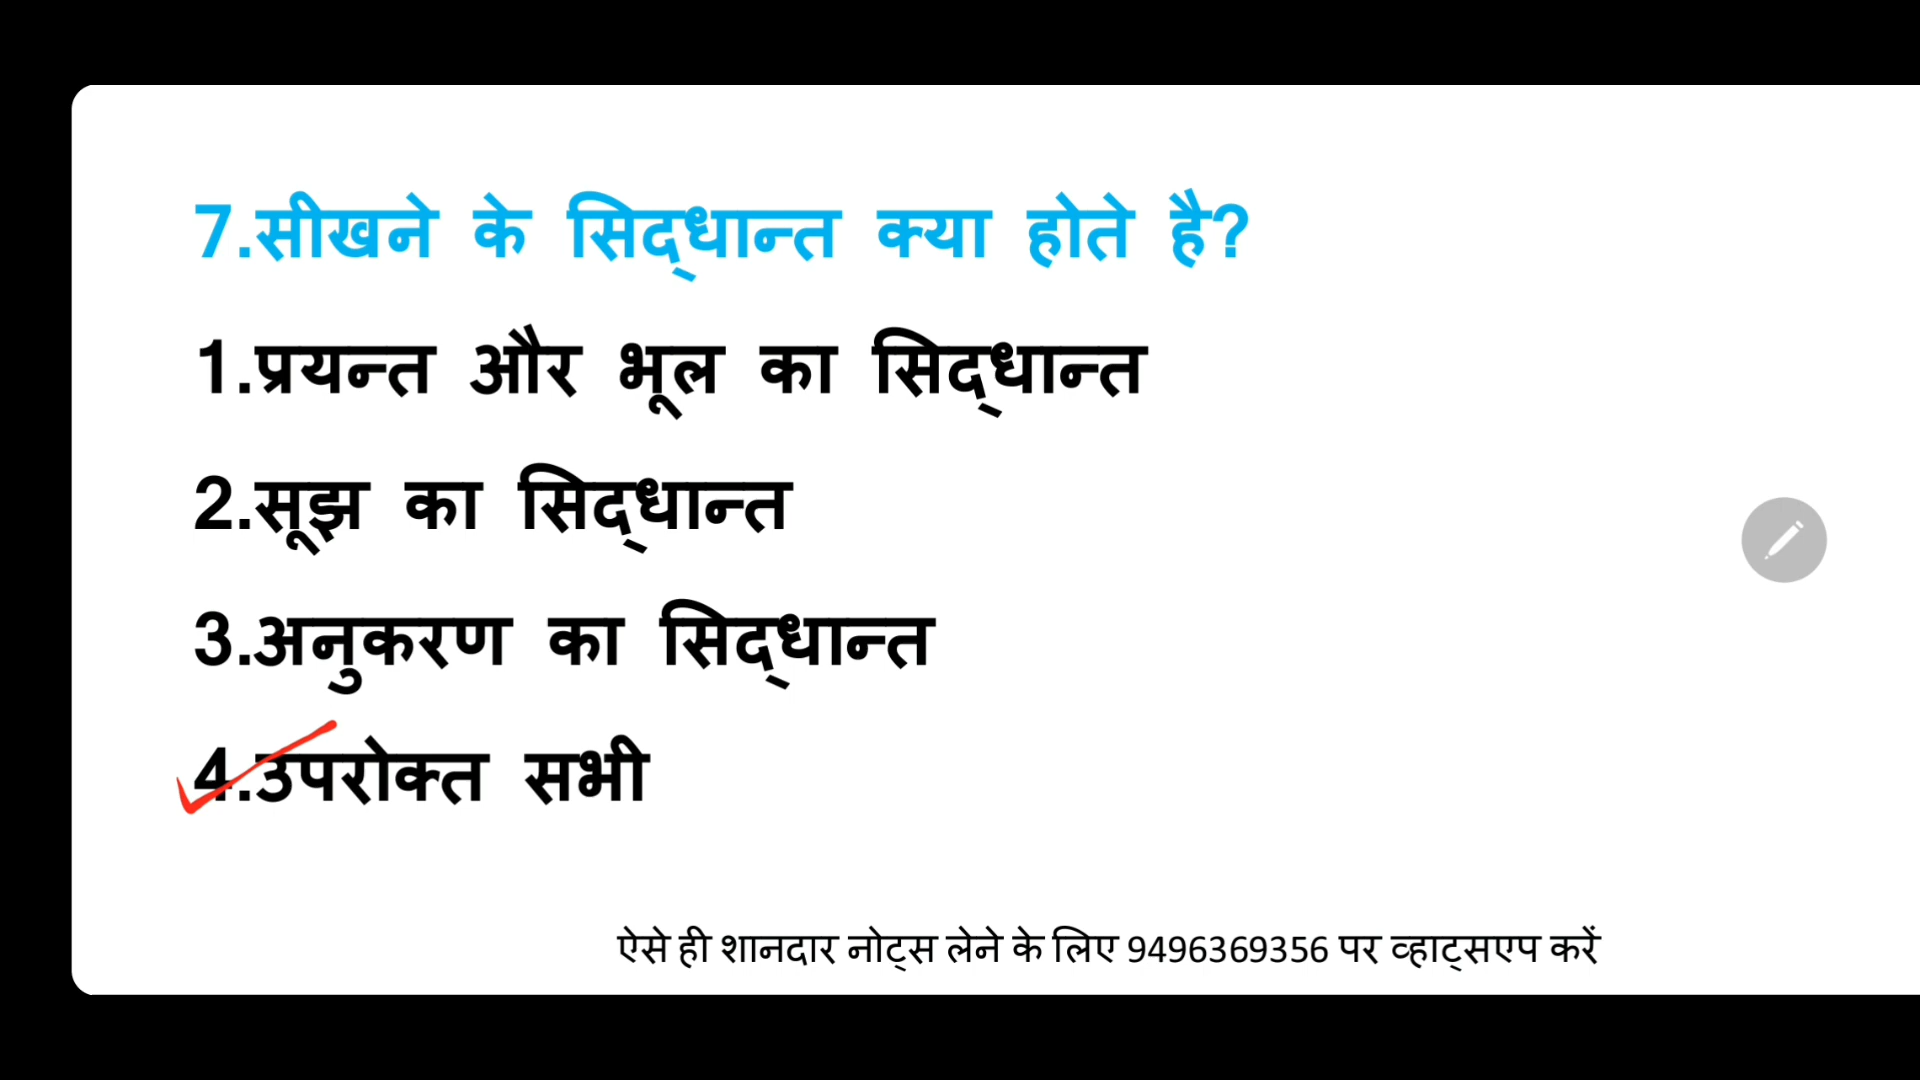 7.सीखने के सिद्धान्त क्या होते है?
1.प्रयन्त और भूल का सिद्धान्त
2.सूझ का सिद्धान्त
3.अनुकरण का सिद्धान्त
4.उपरोक्त सभी
ऐसे ही शानदार नोट्स लेने के लिए 9496369356 पर व्हाट्सएप करें